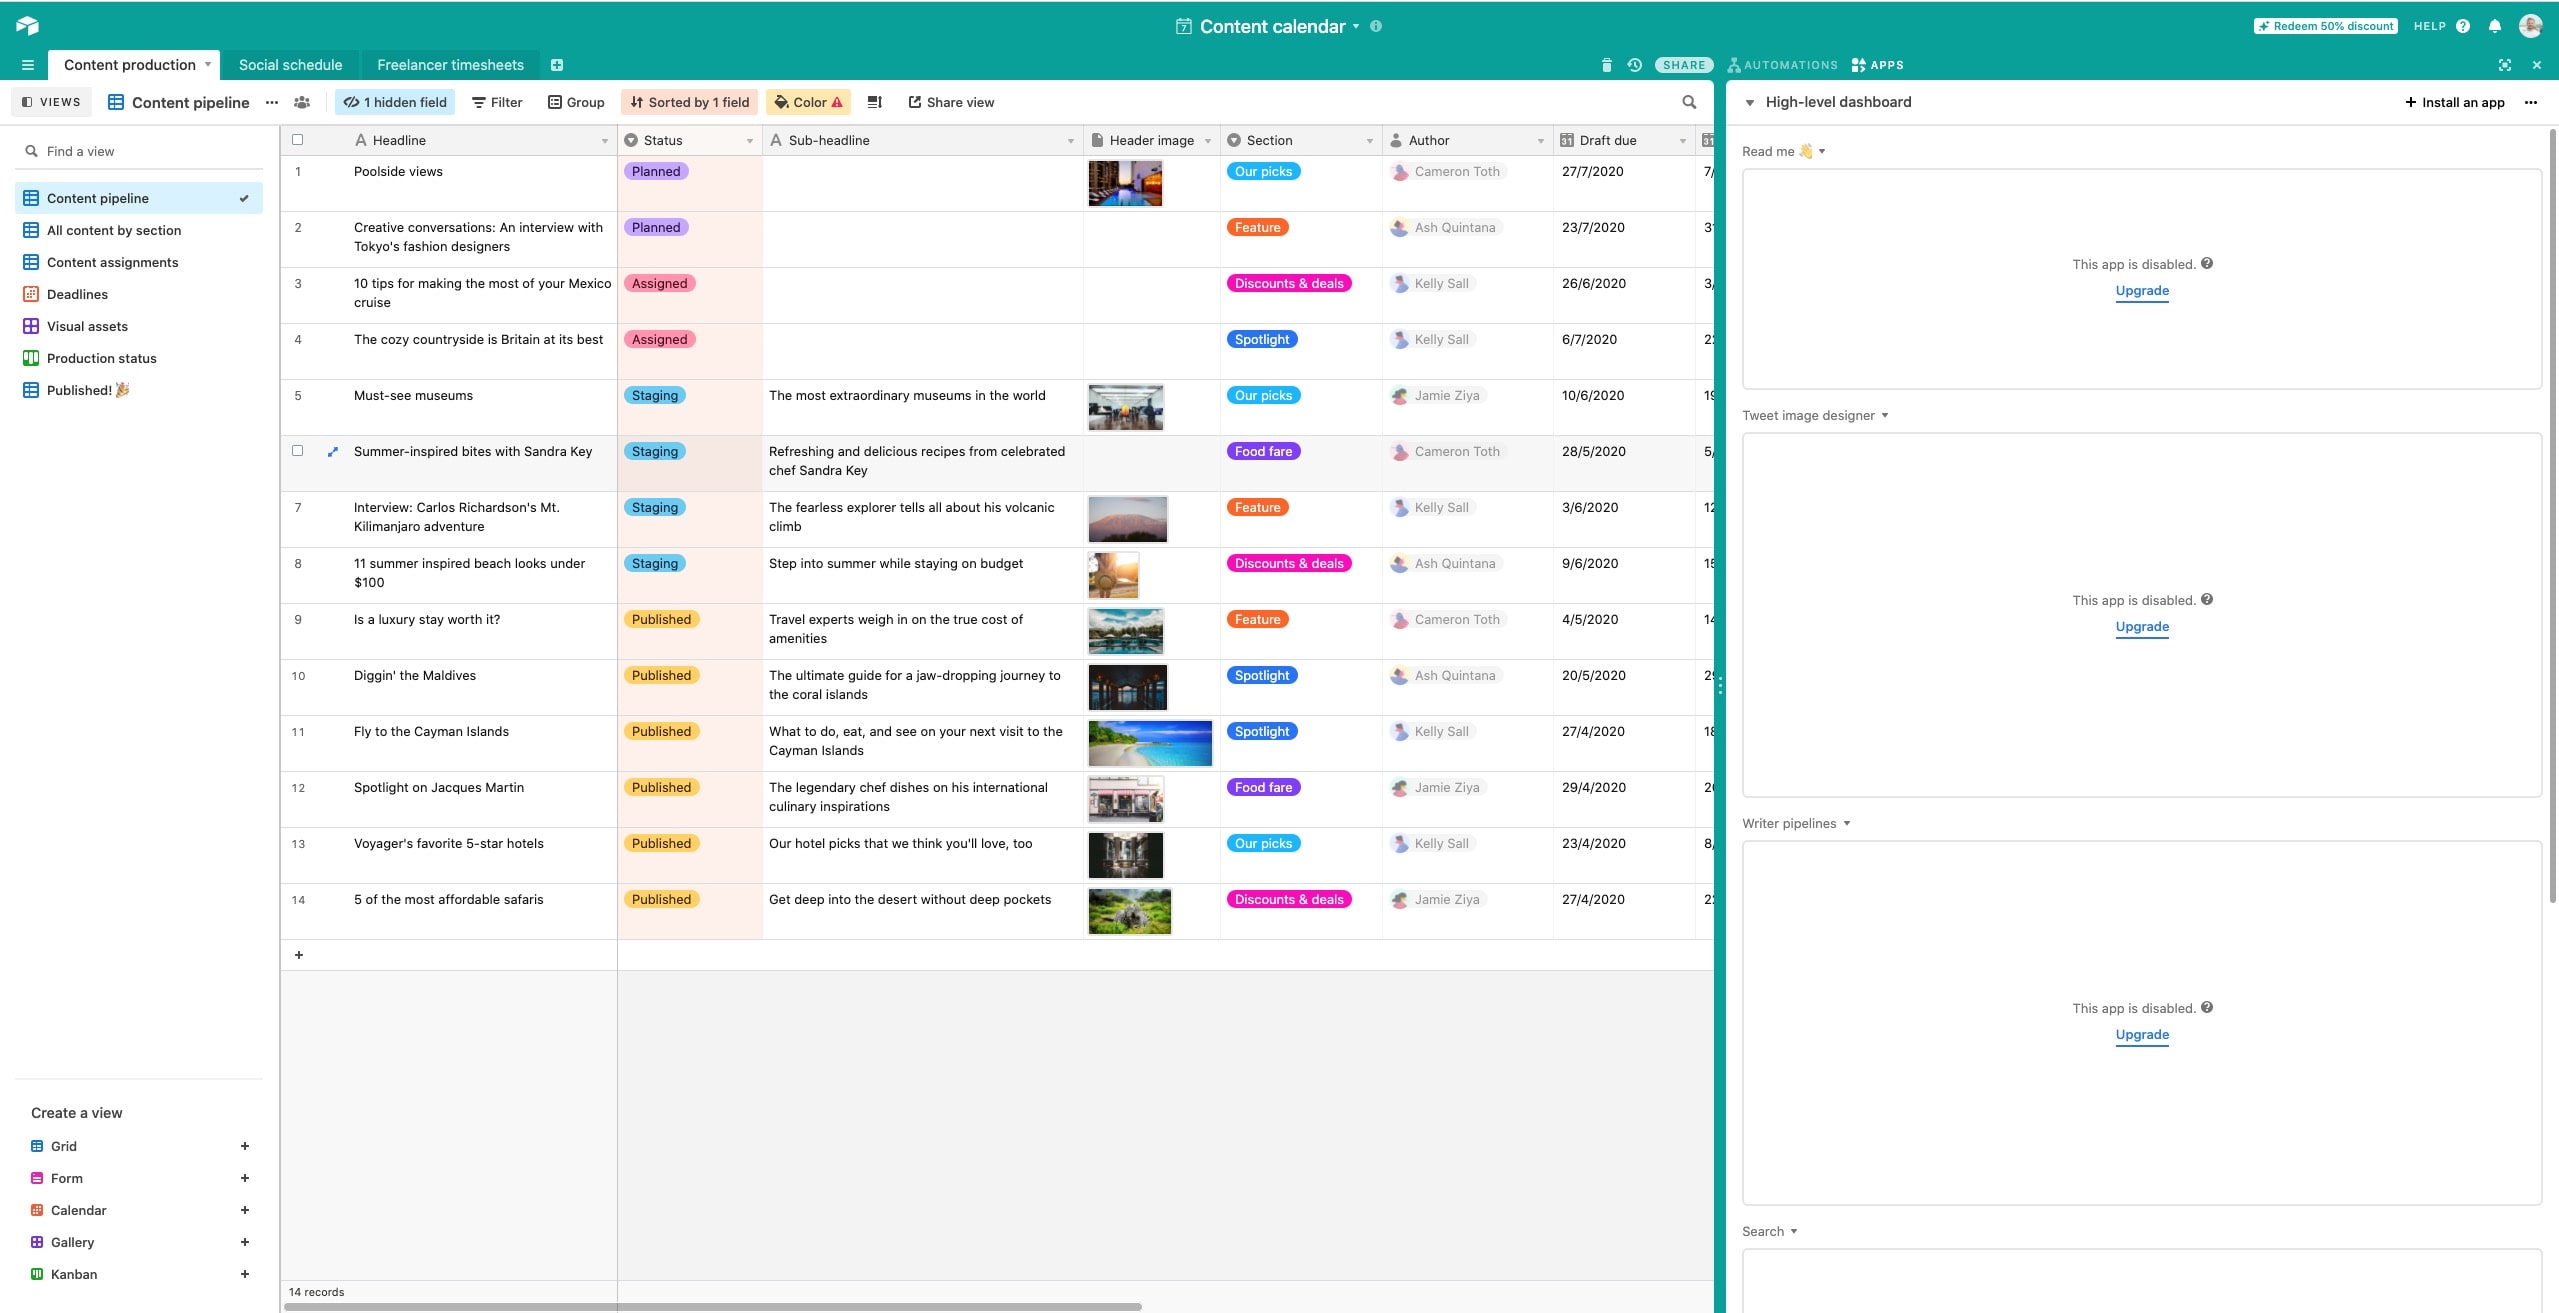 Content calendar
Redeem 50% discount
HELP
Content production
Social schedule
Freelancer timesheets
SHARE
AUTOMATIONS
APPS
VIEWS
Content pipeline
1 hidden field
Filter
Group
Sorted by 1 field
Color
Share view
High-level dashboard
+ Install an app
Find a view
Content pipeline
All content by section
Content assignments
Deadlines
Visual assets
Production status
Published! 🎉
Create a view
Grid +
Form +
Calendar +
Gallery +
Kanban +
Headline Status Sub-headline Header image Section Author Draft due
1 Poolside views Planned Our picks Cameron Toth 27/7/2020 7/
2 Creative conversations: An interview with Planned Feature Ash Quintana 23/7/2020
Tokyo's fashion designers
3 10 tips for making the most of your Mexico Assigned Discounts & deals Kelly Sall 26/6/2020 3/
cruise
4 The cozy countryside is Britain at its best Assigned Spotlight Kelly Sall 6/7/2020
5 Must-see museums Staging The most extraordinary museums in the world Our picks Jamie Ziya 10/6/2020
Summer-inspired bites with Sandra Key Staging Refreshing and delicious recipes from celebrated Food fare Cameron Toth 28/5/2020 5/
chef Sandra Key
7 Interview: Carlos Richardson's Mt. Staging The fearless explorer tells all about his volcanic Feature Kelly Sall 3/6/2020
Kilimanjaro adventure climb
8 11 summer inspired beach looks under Staging Step into summer while staying on budget Discounts & deals Ash Quintana 9/6/2020
$100
9 Is a luxury stay worth it? Published Travel experts weigh in on the true cost of Feature Cameron Toth 4/5/2020
amenities
10 Diggin' the Maldives Published The ultimate guide for a jaw-dropping journey to Spotlight Ash Quintana 20/5/2020
the coral islands
11 Fly to the Cayman Islands Published What to do, eat, and see on your next visit to the Spotlight Kelly Sall 27/4/2020
Cayman Islands
12 Spotlight on Jacques Martin Published The legendary chef dishes on his international Food fare Jamie Ziya 29/4/2020
culinary inspirations
13 Voyager's favorite 5-star hotels Published Our hotel picks that we think you'll love, too Our picks Kelly Sall 23/4/2020 8/
14 5 of the most affordable safaris Published Get deep into the desert without deep pockets Discounts & deals Jamie Ziya 27/4/2020
+
14 records
Read me 👋
This app is disabled.
Upgrade
Tweet image designer
This app is disabled.
Upgrade
Writer pipelines
This app is disabled.
Upgrade
Search